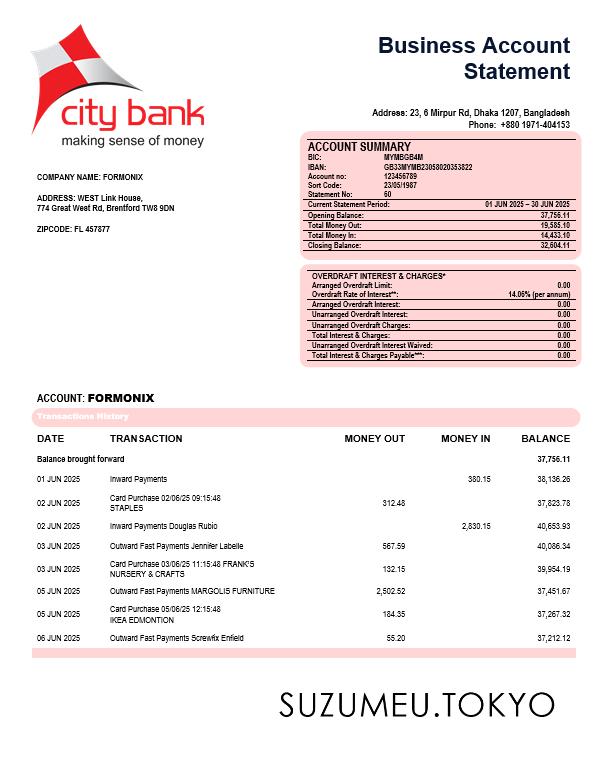 city bank
making sense of money
Business Account
Statement
Address: 23, 6 Mirpur Rd, Dhaka 1207, Bangladesh
Phone: +880 1971-404153
COMPANY NAME: FORMONIX
ADDRESS: WEST Link House,
774 Great West Rd, Brentford TW8 9DN
ZIPCODE: FL 457877
ACCOUNT SUMMARY
BIC: MYMBGB4M
IBAN: GB33MYMB23058020353822
Account no: 123456789
Sort Code: 23/05/1987
Statement No: 60
Current Statement Period: 01 JUN 2025 – 30 JUN 2025
Opening Balance: 37,756.11
Total Money Out: 19,585.10
Total Money In: 14,433.10
Closing Balance: 32,604.11
OVERDRAFT INTEREST & CHARGES*
Arranged Overdraft Limit: 0.00
Overdraft Rate of Interest**: 14.06% (per annum)
Arranged Overdraft Interest: 0.00
Unarranged Overdraft Interest: 0.00
Unarranged Overdraft Charges: 0.00
Total Interest & Charges: 0.00
Unarranged Overdraft Interest Waived: 0.00
Total Interest & Charges Payable***: 0.00
ACCOUNT: FORMONIX
Transactions History
DATE TRANSACTION MONEY OUT MONEY IN BALANCE
Balance brought forward 37,756.11
01 JUN 2025 Inward Payments 380.15 38,136.26
02 JUN 2025 Card Purchase 02/06/25 09:15:48 312.48 37,823.78
STAPLES
02 JUN 2025 Inward Payments Douglas Rubio 2,830.15 40,653.93
03 JUN 2025 Outward Fast Payments Jennifer Labelle 567.59 40,086.34
03 JUN 2025 Card Purchase 03/06/25 11:15:48 FRANK'S 132.15 39,954.19
NURSERY & CRAFTS
05 JUN 2025 Outward Fast Payments MARGOLIS FURNITURE 2,502.52 37,451.67
05 JUN 2025 Card Purchase 05/06/25 12:15:48 184.35 37,267.32
IKEA EDMONTION
06 JUN 2025 Outward Fast Payments Screwfix Enfield 55.20 37,212.12
SUZUMEU.TOKYO